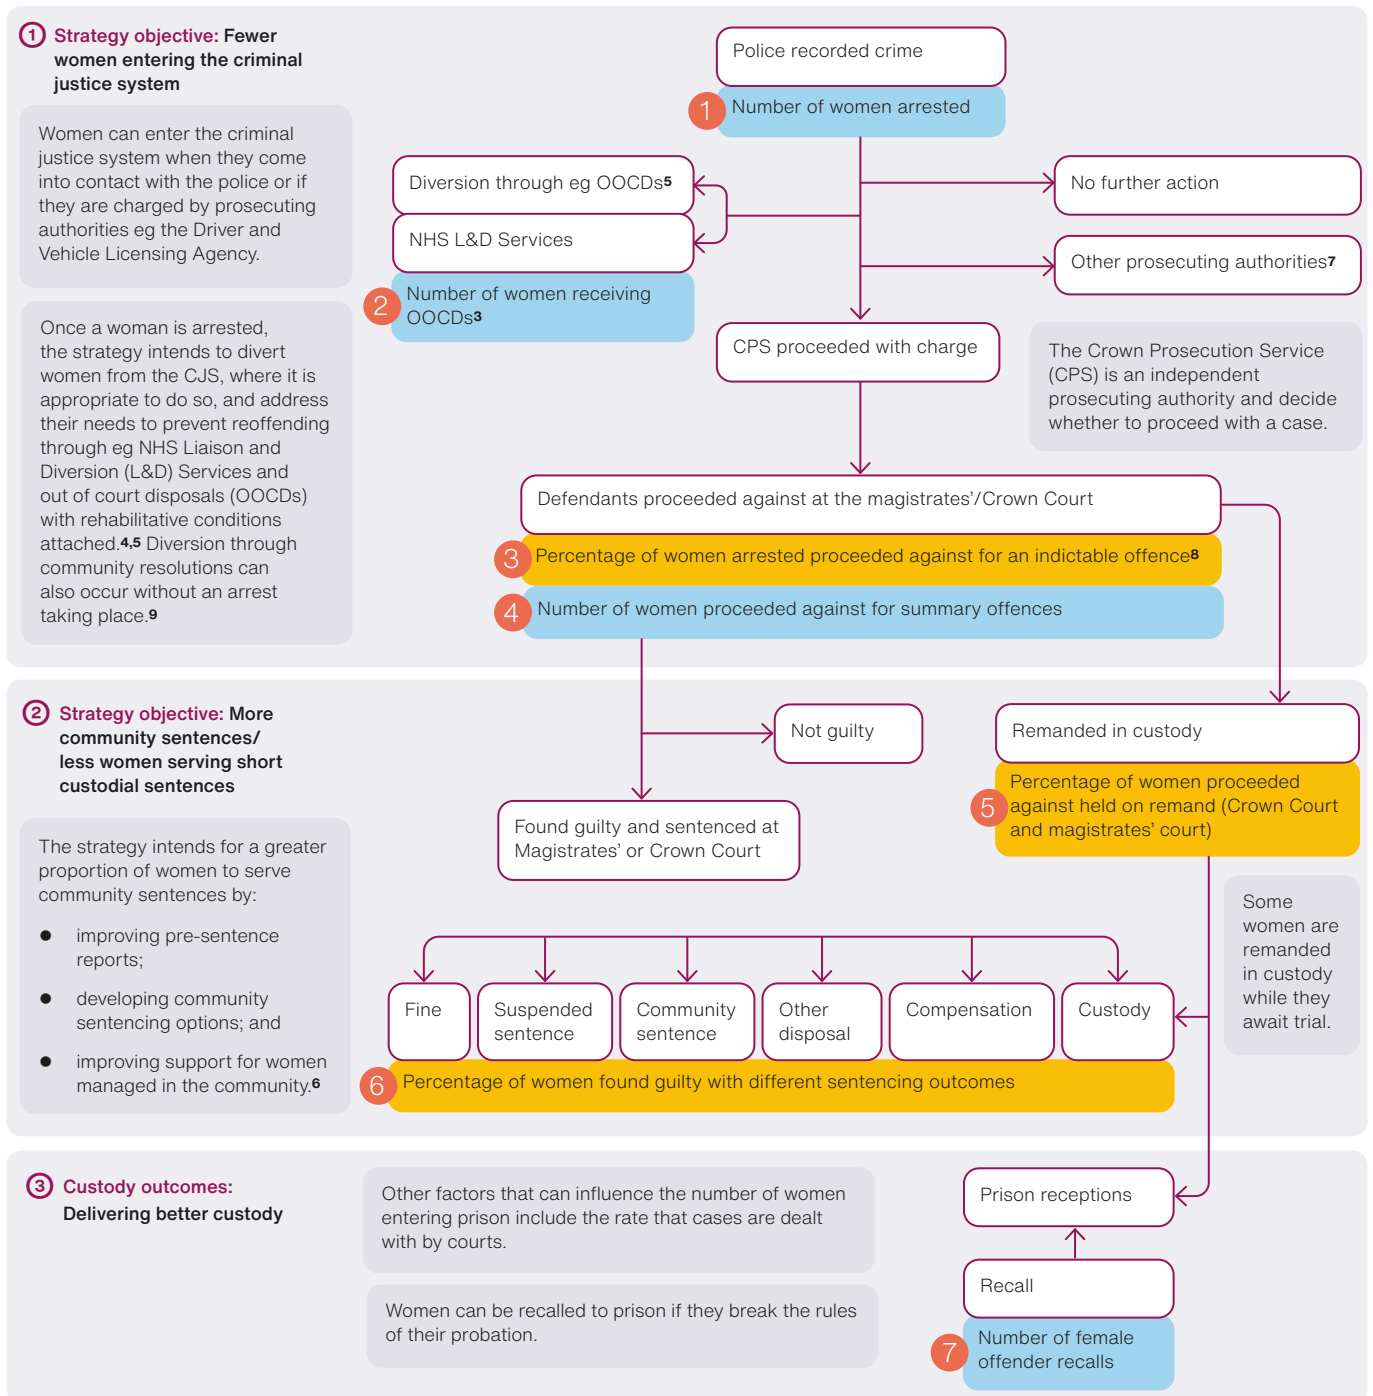 1 Strategy objective: Fewer
women entering the criminal
justice system
Women can enter the criminal
justice system when they come
into contact with the police or if
they are charged by prosecuting
authorities eg the Driver and
Vehicle Licensing Agency.
Once a woman is arrested,
the strategy intends to divert
women from the CJS, where it is
appropriate to do so, and address
their needs to prevent reoffending
through eg NHS Liaison and
Diversion (L&D) Services and
out of court disposals (OOCDs)
with rehabilitative conditions
attached.4,5 Diversion through
community resolutions can
also occur without an arrest
taking place.9
Police recorded crime
1 Number of women arrested
Diversion through eg OOCDs5
NHS L&D Services
2 Number of women receiving
OOCDs3
No further action
Other prosecuting authorities7
CPS proceeded with charge
The Crown Prosecution Service
(CPS) is an independent
prosecuting authority and decide
whether to proceed with a case.
Defendants proceeded against at the magistrates'/Crown Court
3 Percentage of women arrested proceeded against for an indictable offence8
4 Number of women proceeded against for summary offences
2 Strategy objective: More
community sentences/
less women serving short
custodial sentences
The strategy intends for a greater
proportion of women to serve
community sentences by:
● improving pre-sentence
reports;
● developing community
sentencing options; and
● improving support for women
managed in the community.6
Not guilty
Found guilty and sentenced at
Magistrates' or Crown Court
Remanded in custody
5 Percentage of women proceeded
against held on remand (Crown Court
and magistrates' court)
Some
women are
remanded
in custody
while they
await trial.
Fine
Suspended
sentence
Community
sentence
Other
disposal
Compensation
Custody
6 Percentage of women found guilty with different sentencing outcomes
3 Custody outcomes:
Delivering better custody
Other factors that can influence the number of women
entering prison include the rate that cases are dealt
with by courts.
Women can be recalled to prison if they break the rules
of their probation.
Prison receptions
Recall
7 Number of female
offender recalls